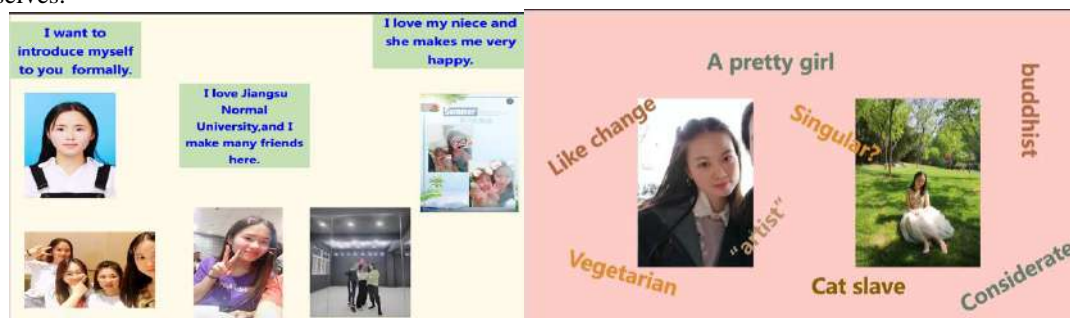 I want to
introduce myself
to you formally.
I love Jiangsu
Normal
University,and I
make many friends
here.
I love my niece and
she makes me very
happy.
Summer
A pretty girl
Like change
Singular?
buddhist
"artist"
Vegetarian
Cat slave
Considerate